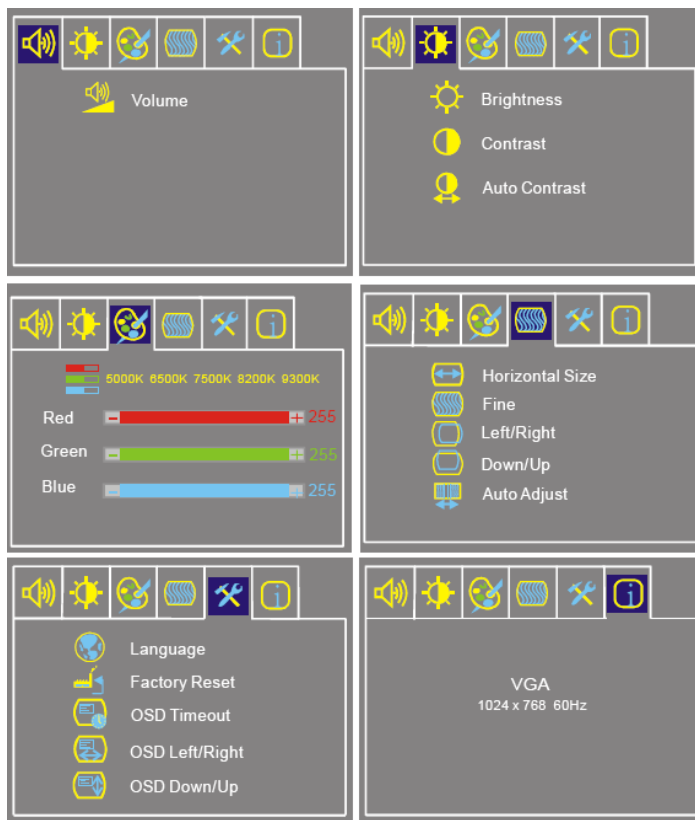 Volume
Brightness
Contrast
Auto Contrast
5000K 6500K 7500K 8200K 9300K
Red - + 255
Green - + 255
Blue - + 255
Horizontal Size
Fine
Left/Right
Down/Up
Auto Adjust
Language
Factory Reset
OSD Timeout
OSD Left/Right
OSD Down/Up
VGA
1024 x 768 60Hz